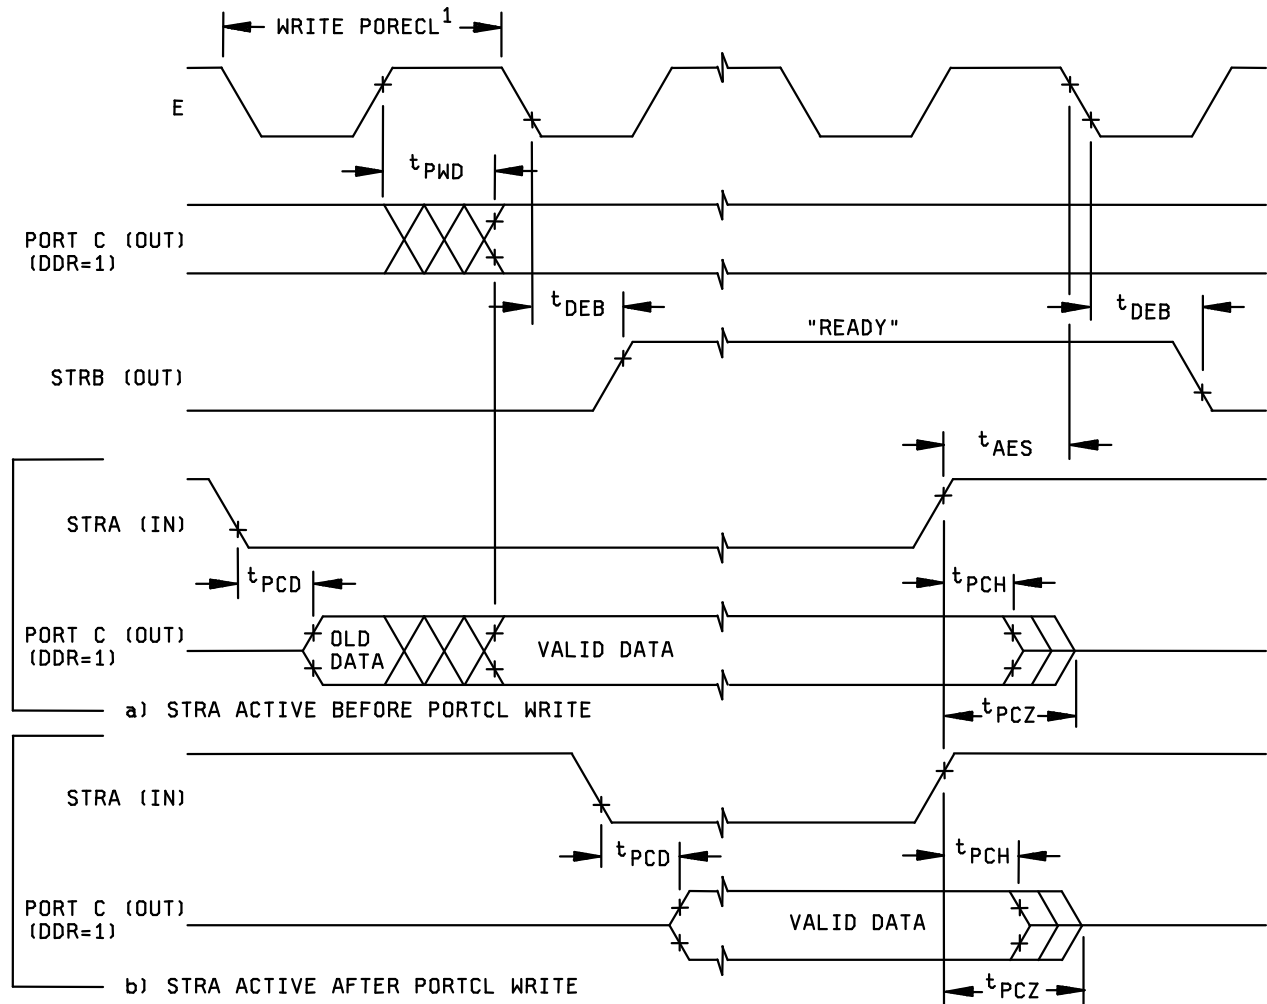 WRITE PORECL1
E
tPWD
PORT C (OUT)
(DDR=1)
tDEB
tDEB
"READY"
STRB (OUT)
tAES
STRA (IN)
tPCD
tPCH
PORT C (OUT)
(DDR=1)
OLD
DATA
VALID DATA
a) STRA ACTIVE BEFORE PORTCL WRITE
tPCZ
STRA (IN)
tPCD
tPCH
PORT C (OUT)
(DDR=1)
VALID DATA
b) STRA ACTIVE AFTER PORTCL WRITE
tPCZ